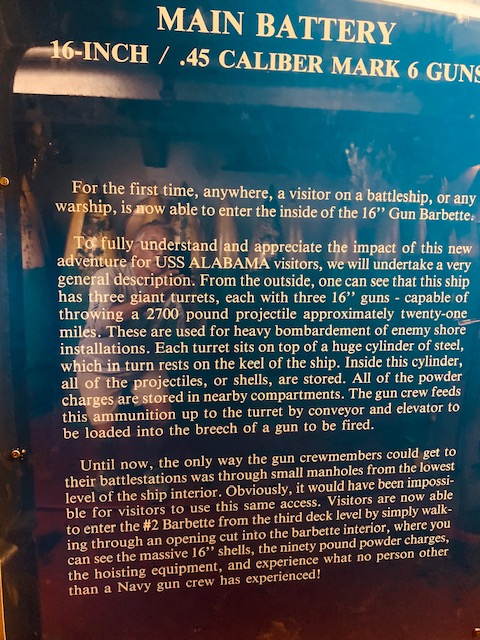 MAIN BATTERY
16-INCH / .45 CALIBER MARK 6 GUNS
For the first time, anywhere, a visitor on a battleship, or any
warship, is now able to enter the inside of the 16” Gun Barbette.
To fully understand and appreciate the impact of this new
adventure for USS ALABAMA visitors, we will undertake a very
general description. From the outside, one can see that this ship
has three giant turrets, each with three 16” guns - capable of
throwing a 2700 pound projectile approximately twenty-one
miles. These are used for heavy bombardement of enemy shore
installations. Each turret sits on top of a huge cylinder of steel,
which in turn rests on the keel of the ship. Inside this cylinder,
all of the projectiles, or shells, are stored. All of the powder
charges are stored in nearby compartments. The gun crew feeds
this ammunition up to the turret by conveyor and elevator to
be loaded into the breech of a gun to be fired.
Until now, the only way the gun crewmembers could get to
their battlestations was through small manholes from the lowest
level of the ship interior. Obviously, it would have been impossi-
ble for visitors to use this same access. Visitors are now able
to enter the #2 Barbette from the third deck level by simply walk-
ing through an opening cut into the barbette interior, where you
can see the massive 16” shells, the ninety pound powder charges,
the hoisting equipment, and experience what no person other
than a Navy gun crew has experienced!